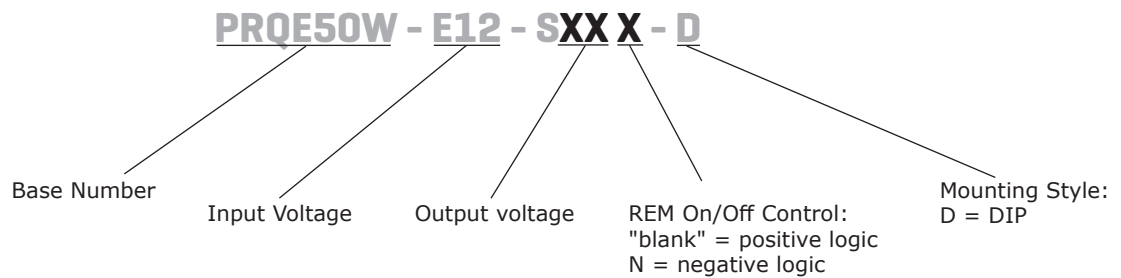 PRQE50W - E12 - SXX X - D
Base Number
Input Voltage
Output voltage
REM On/Off Control:
"blank" = positive logic
N = negative logic
Mounting Style:
D = DIP